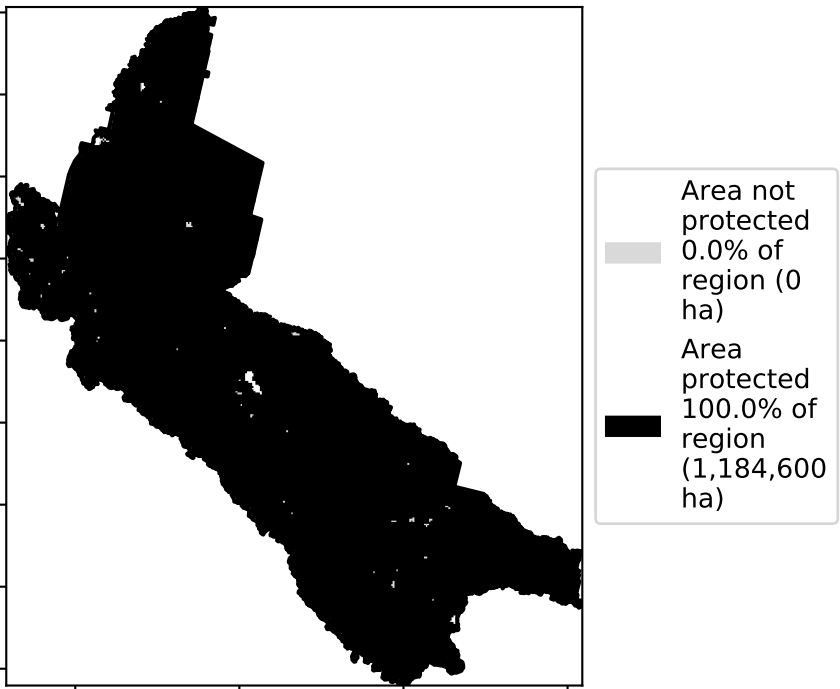 Area not
protected
0.0% of
region (0
ha)
Area
protected
100.0% of
region
(1,184,600
ha)